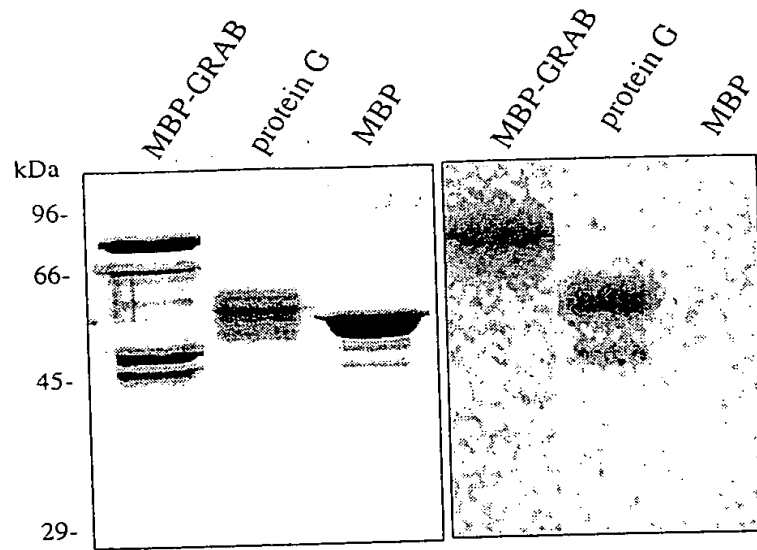 MBP-GRAB
protein G
MBP
MBP-GRAB
protein G
MBP
kDa
96-
66-
45-
29-